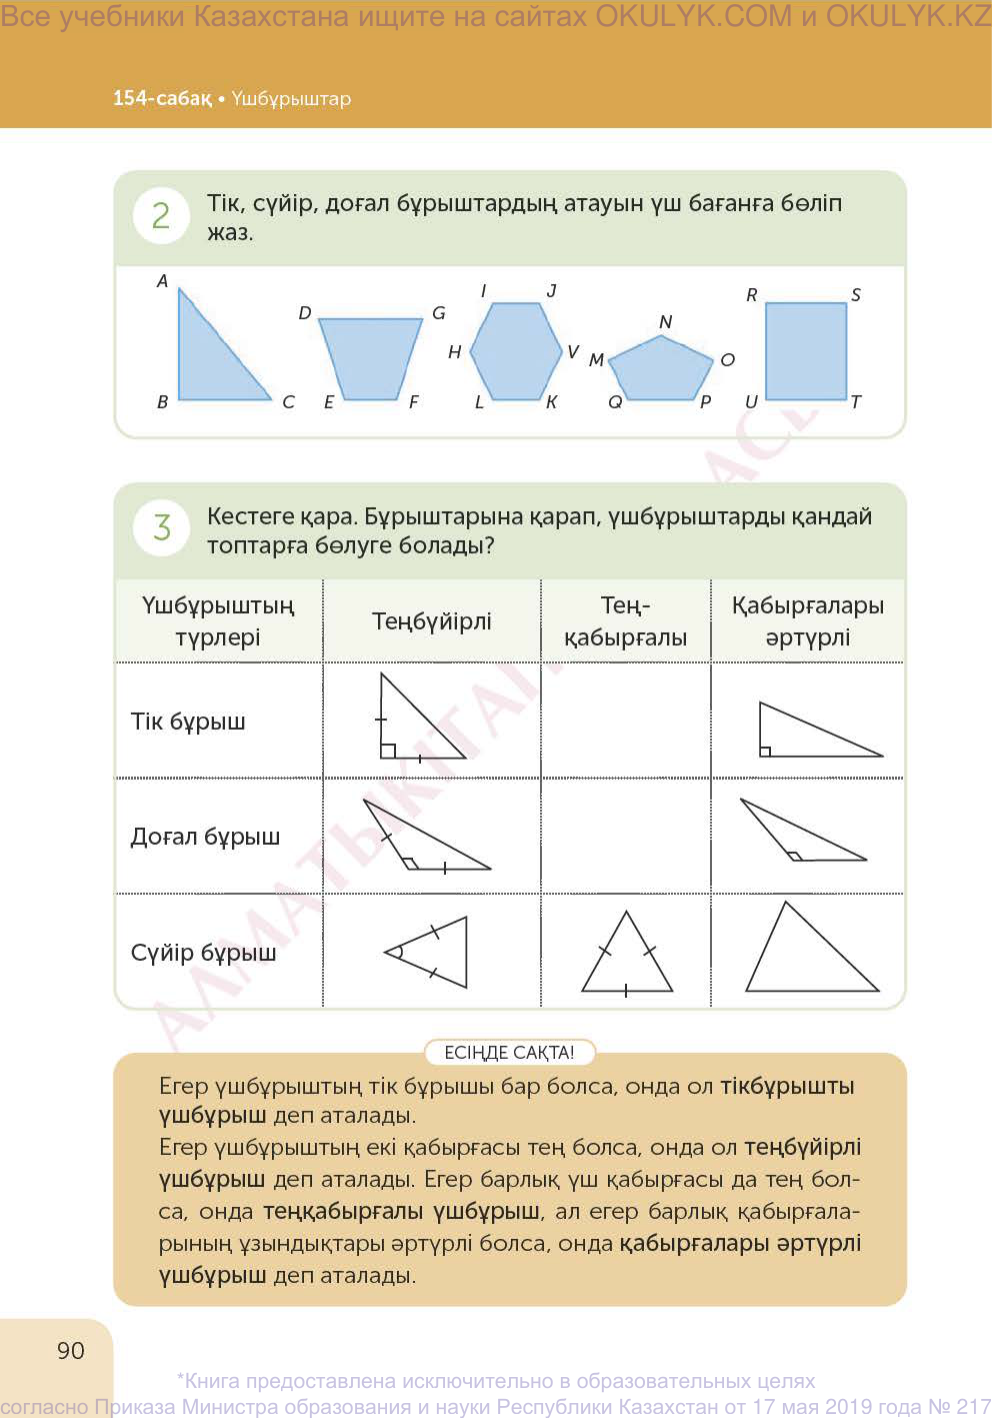 Все учебники Казахстана ищите на сайтах OKULYK.COM и OKULYK.KZ
154-сабақ • Үшбұрыштар
2
Тік, сүйір, доғал бұрыштардың атауын үш бағанға бөліп
жаз.
A
B
C
D
G
E
F
I
J
H
V
L
K
N
M
O
Q
P
R
S
U
T
3
Кестеге қара. Бұрыштарына қарап, үшбұрыштарды қандай
топтарға бөлуге болады?
Үшбұрыштың
түрлері
Теңбүйірлі
Тең-
қабырғалы
Қабырғалары
әртүрлі
Тік бұрыш
Доғал бұрыш
Сүйір бұрыш
ЕСІҢДЕ САҚТА!
Егер үшбұрыштың тік бұрышы бар болса, онда ол тікбұрышты
үшбұрыш деп аталады.
Егер үшбұрыштың екі қабырғасы тең болса, онда ол теңбүйірлі
үшбұрыш деп аталады. Егер барлық үш қабырғасы да тең бол-
са, онда теңқабырғалы үшбұрыш, ал егер барлық қабырғала-
рының ұзындықтары әртүрлі болса, онда қабырғалары әртүрлі
үшбұрыш деп аталады.
90
*Книга предоставлена исключительно в образовательных целях
согласно Приказа Министра образования и науки Республики Казахстан от 17 мая 2019 года № 217